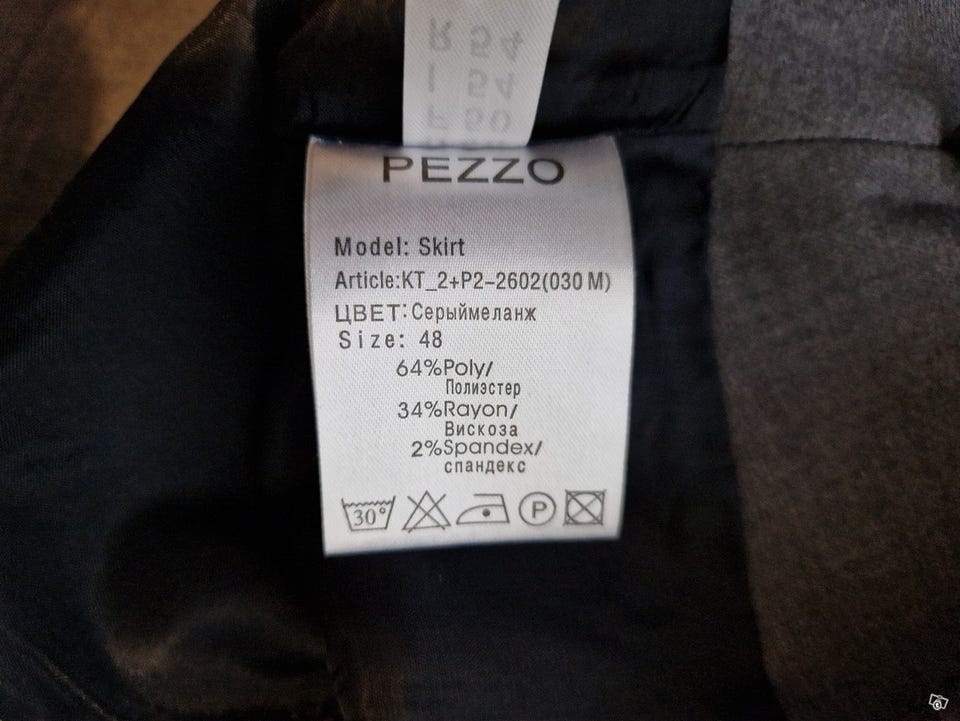 PEZZO
Model: Skirt
Article:KT_2+P2-2602(030 M)
ЦВЕТ:Серыймеланж
Size: 48
64%Poly/
Полиэстер
34%Rayon/
Вискоза
2%Spandex/
спандекс
30°
P